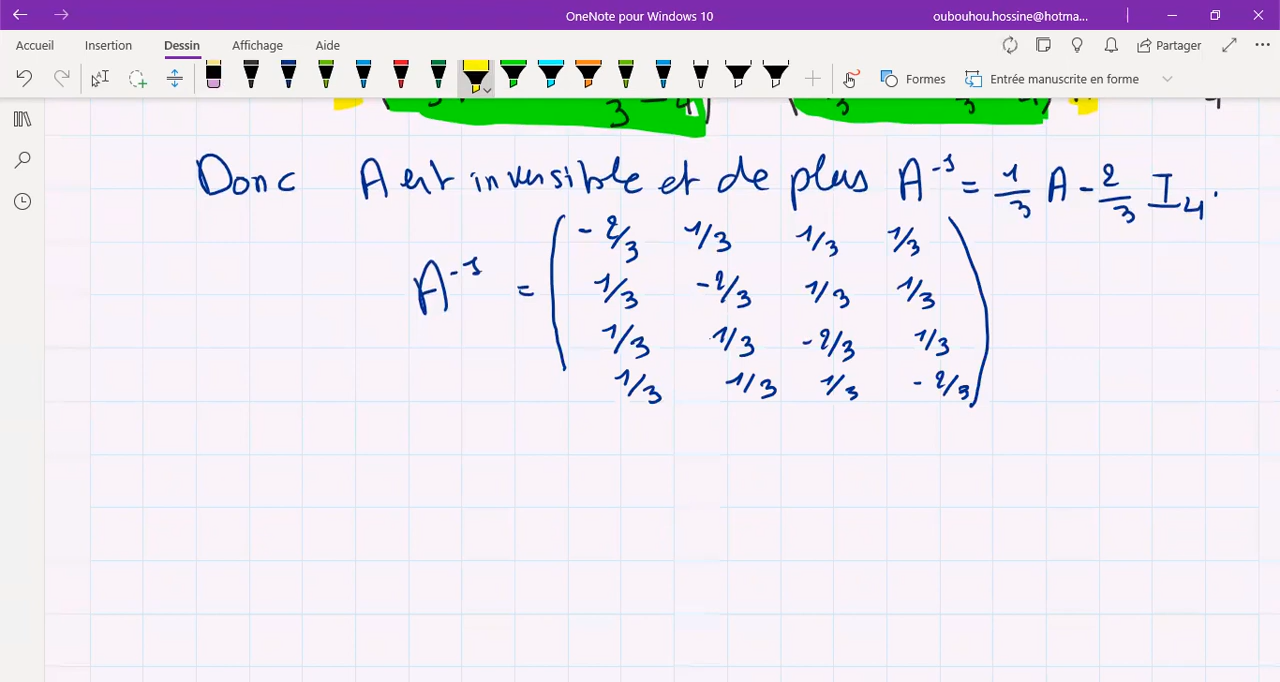 OneNote pour Windows 10 oubouhou.hossine@hotma...
Accueil Insertion Dessin Affichage Aide Partager
Formes Entrée manuscrite en forme
3 - 4
Donc A est inversible et de plus A⁻¹ = 1/3 A - 2/3 I₄.
-2/3 1/3 1/3 1/3
A⁻¹ = 1/3 -2/3 1/3 1/3
1/3 1/3 -2/3 1/3
1/3 1/3 1/3 -2/3